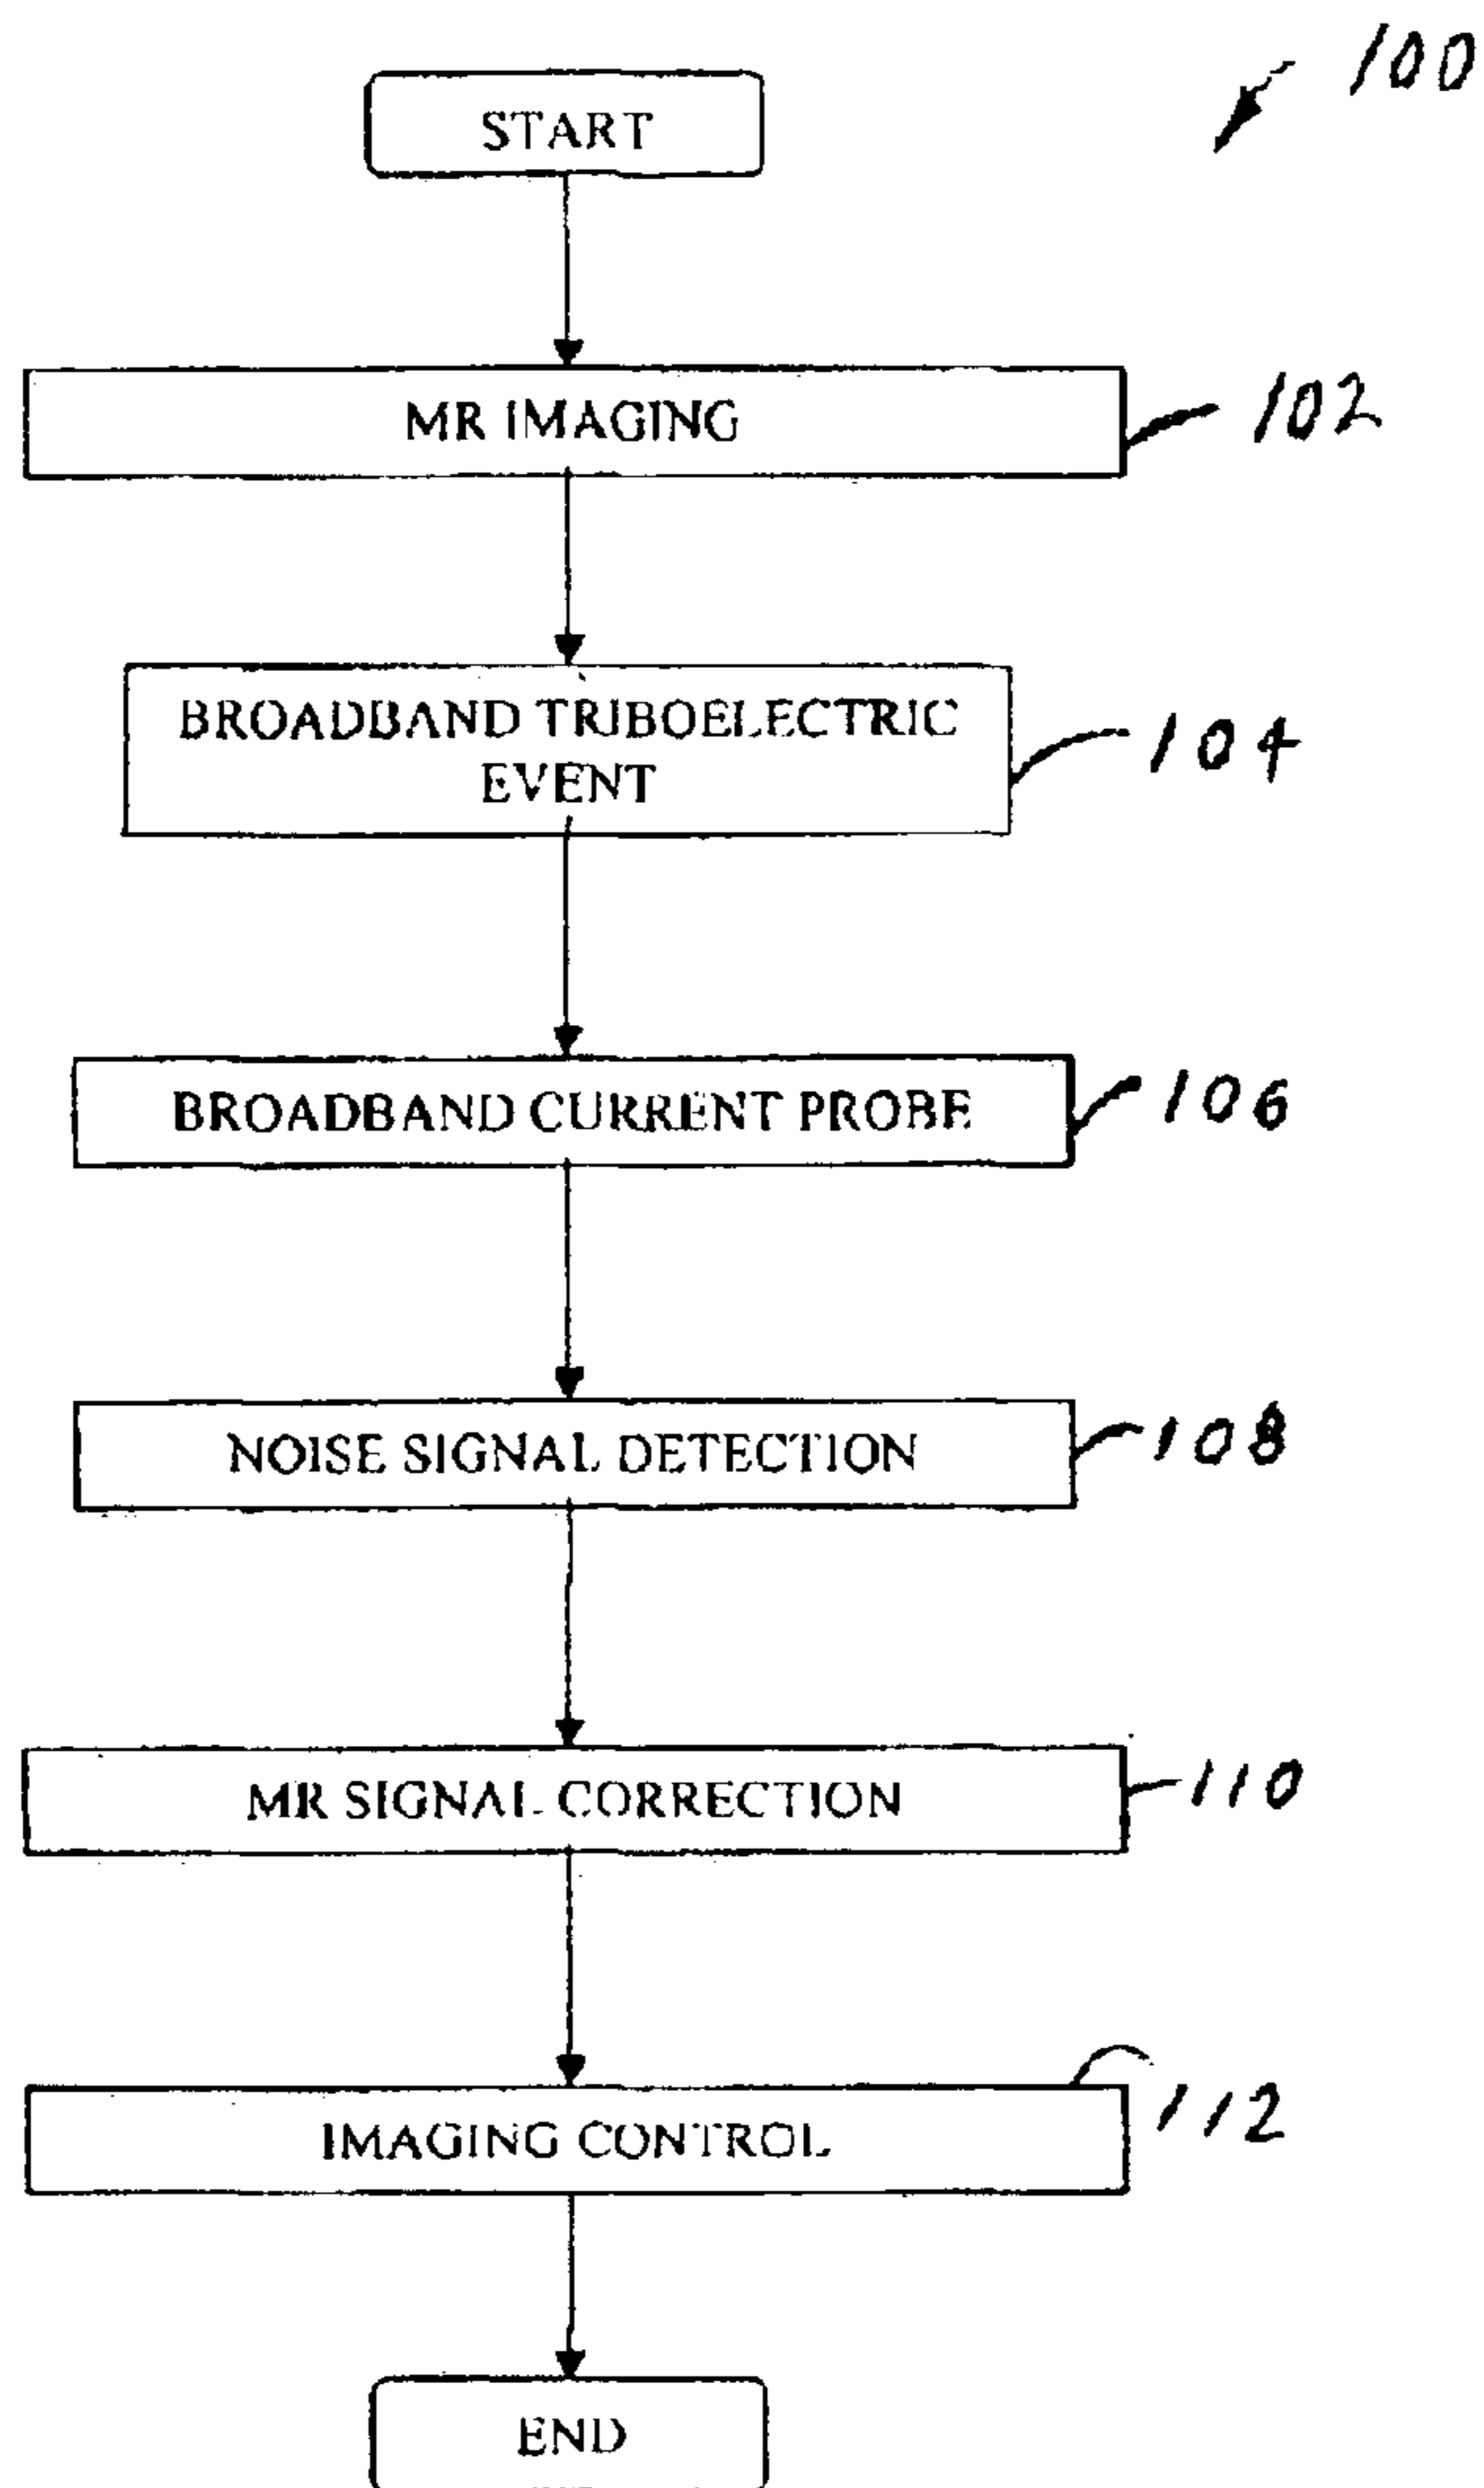 100
START
MR IMAGING
102
BROADBAND TRIBOELECTRIC
EVENT
104
BROADBAND CURRENT PROBE
106
NOISE SIGNAL DETECTION
108
MR SIGNAL CORRECTION
110
IMAGING CONTROL
112
END